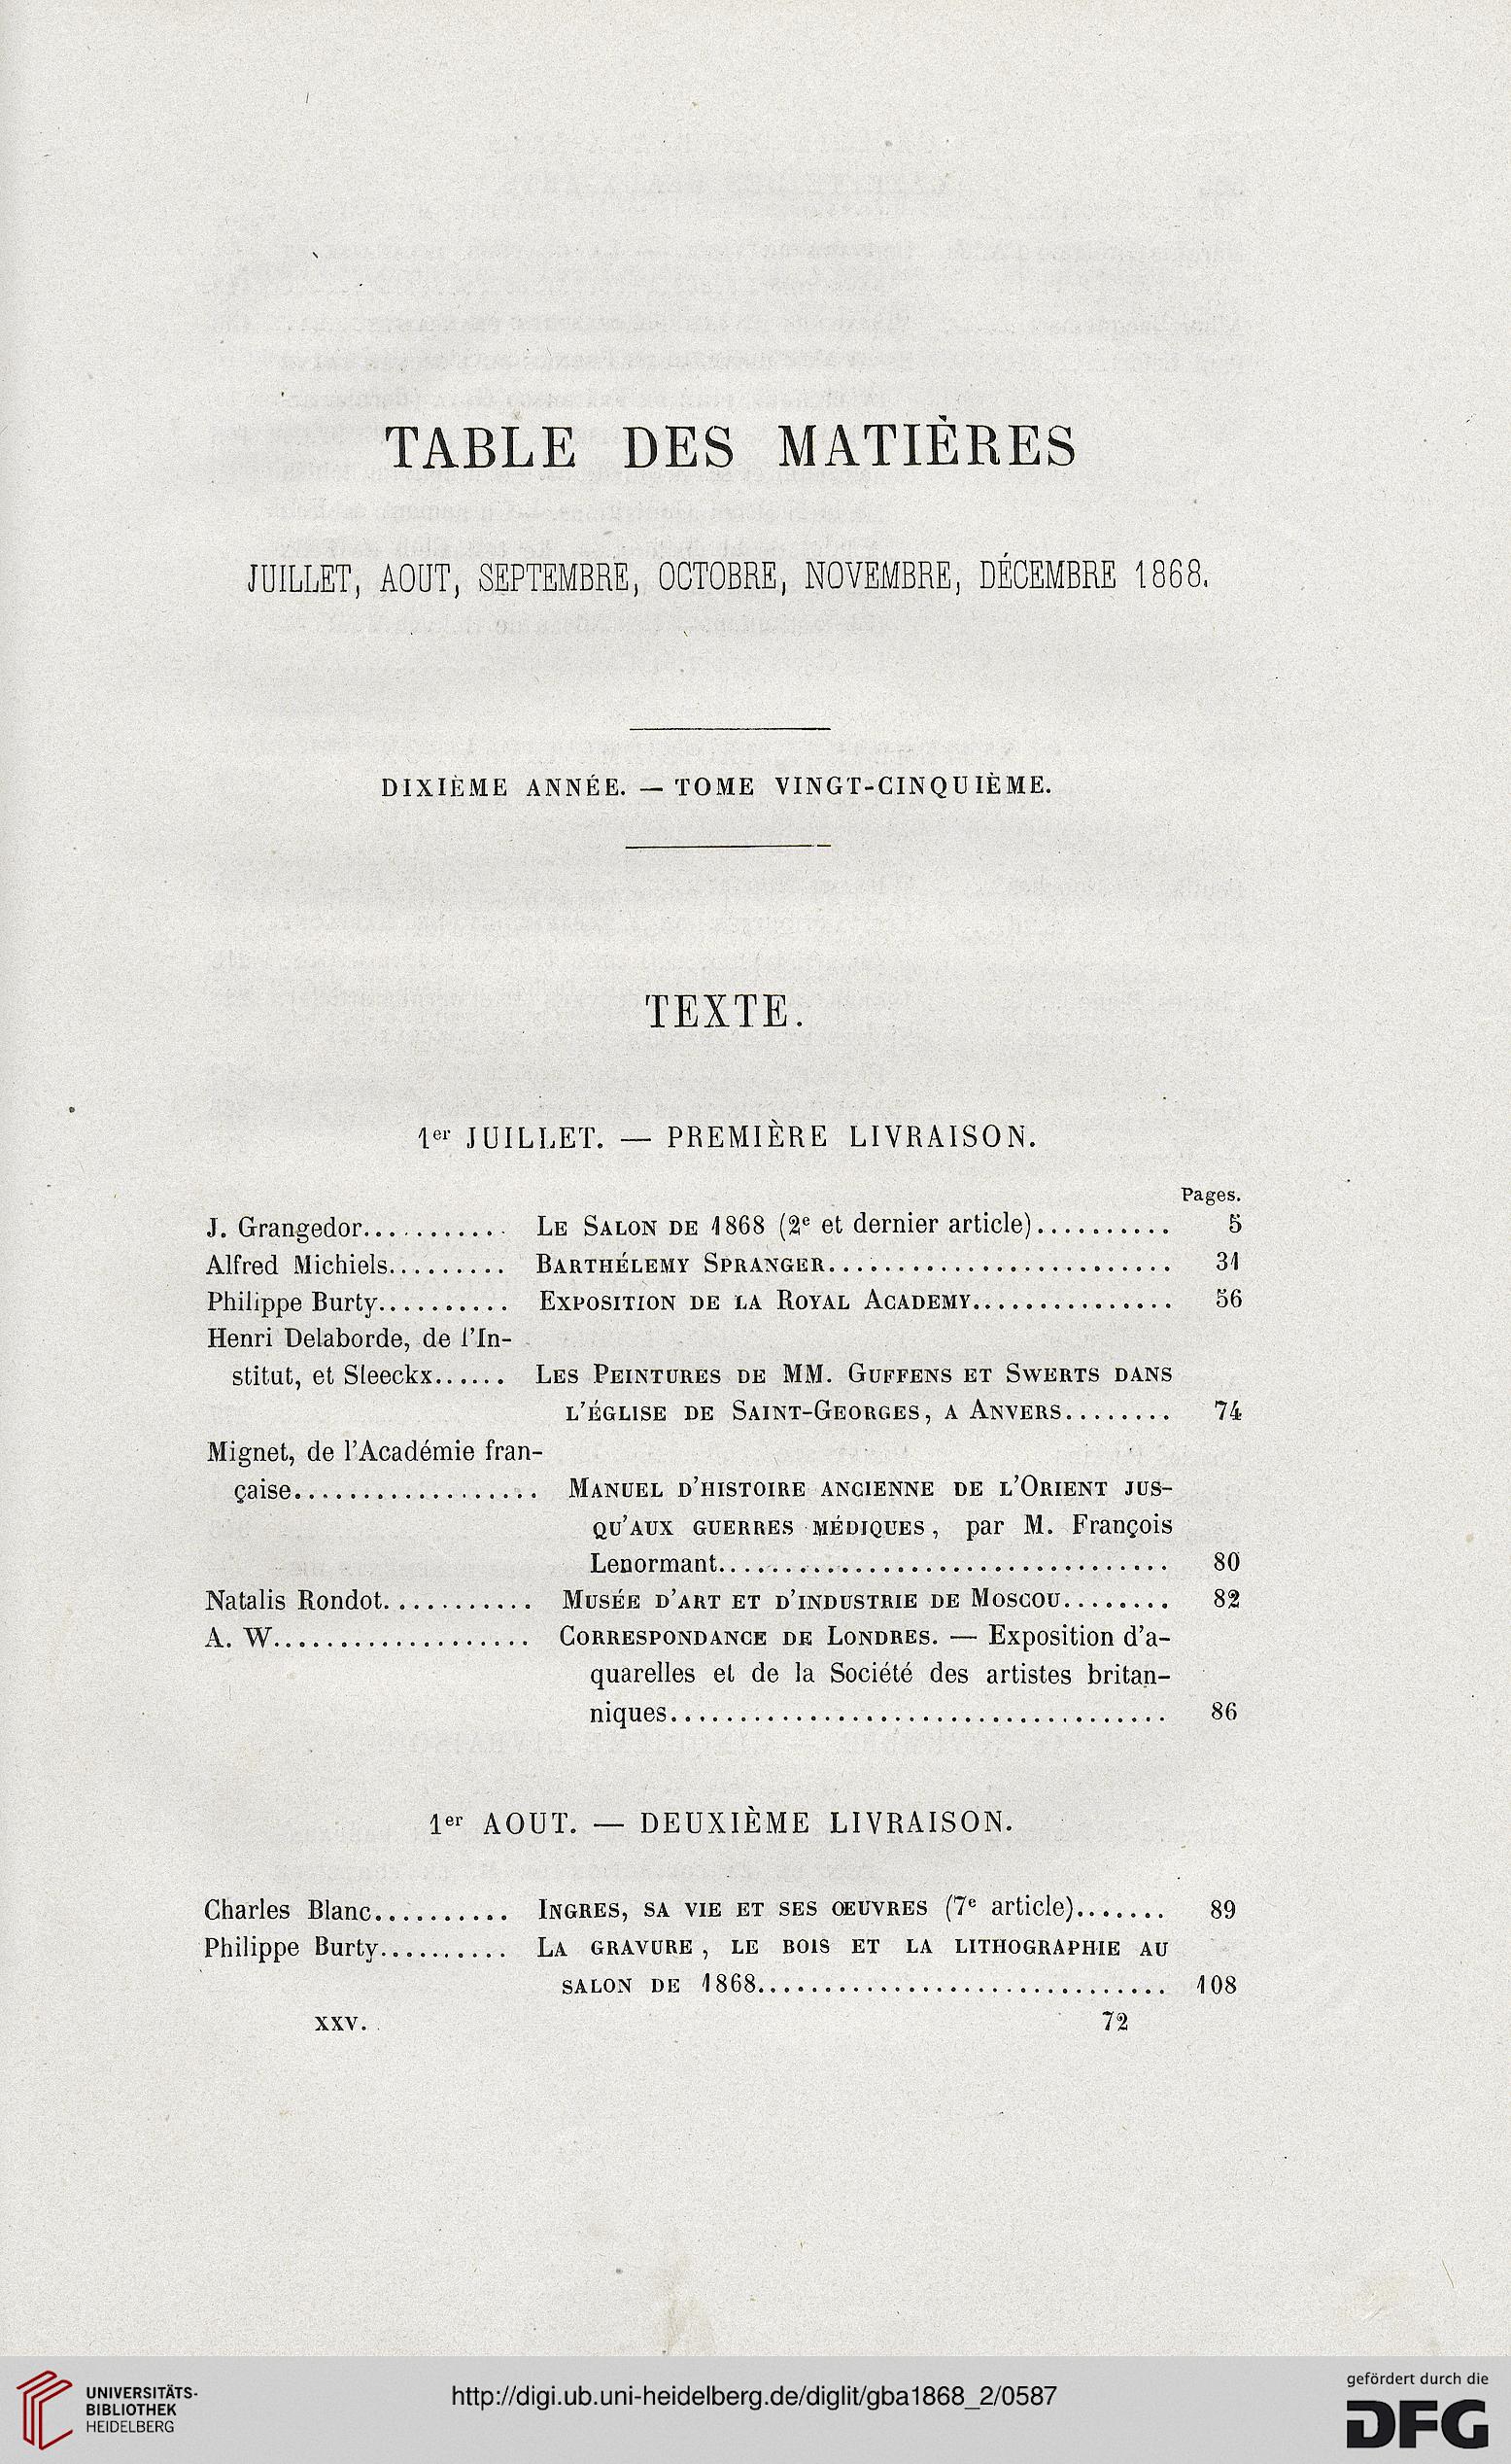 TABLE DES MATIÈRES
JUILLET, AOUT, SEPTEMBRE, OCTOBRE, NOVEMBRE, DÉCEMBRE 1868.
DIXIÈME ANNÉE. — TOME VINGT-CINQUIÈME.
TEXTE.
1er JUILLET. — PREMIÈRE LIVRAISON.
Pages.
J. Grangedor........... LE SALON DE 1868 (2e et dernier article).......... 5
Alfred Michiels......... BARTHÉLEMY SPRANGER......................... 31
Philippe Burty.......... EXPOSITION DE LA ROYAL ACADEMY............... 56
Henri Delaborde, de l'In-
stitut, et Sleeckx...... LES PEINTURES DE MM. GUFFENS ET SWERTS DANS
L'ÉGLISE DE SAINT-GEORGES, A ANVERS........ 74
Mignet, de l'Académie fran-
çaise.................. MANUEL D'HISTOIRE ANCIENNE DE L'ORIENT JUS-
QU'AUX GUERRES MÉDIQUES, par M. François
Lenormant................................. 80
Natalis Rondot........... MUSÉE D'ART ET D'INDUSTRIE DE MOSCOU........ 82
A. W................... CORRESPONDANCE DE LONDRES. — Exposition d'a-
quarelles et de la Société des artistes britan-
niques.................................... 86
1er AOUT. — DEUXIÈME LIVRAISON.
Charles Blanc.......... INGRES, SA VIE ET SES ŒUVRES (7e article)....... 89
Philippe Burty.......... LA GRAVURE, LE BOIS ET LA LITHOGRAPHIE AU
SALON DE 1868.............................. 108
XXV. 72
UNIVERSITÄTS-
BIBLIOTHEK
HEIDELBERG
http://digi.ub.uni-heidelberg.de/diglit/gba1868_2/0587
gefördert durch die
DFG